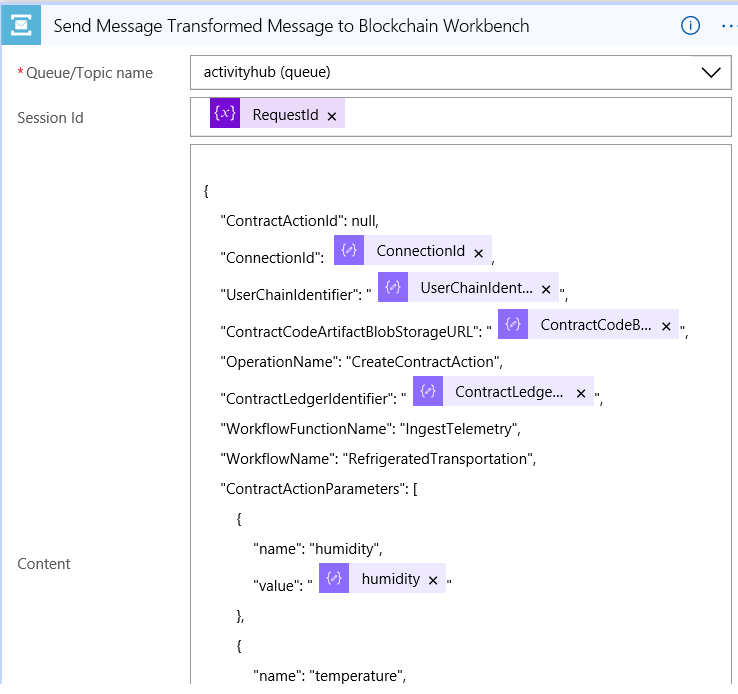 Send Message Transformed Message to Blockchain Workbench
* Queue/Topic name
activityhub (queue)
Session Id
{x} RequestId ×
Content
{
"ContractActionId": null,
"ConnectionId": ConnectionId × ,
"UserChainIdentifier": " UserChainIdent... × ",
"ContractCodeArtifactBlobStorageURL": " ContractCodeB... × ",
"OperationName": "CreateContractAction",
"ContractLedgerIdentifier": " ContractLedge... × ",
"WorkflowFunctionName": "IngestTelemetry",
"WorkflowName": "RefrigeratedTransportation",
"ContractActionParameters": [
{
"name": "humidity",
"value": " humidity × "
},
{
"name": "temperature",